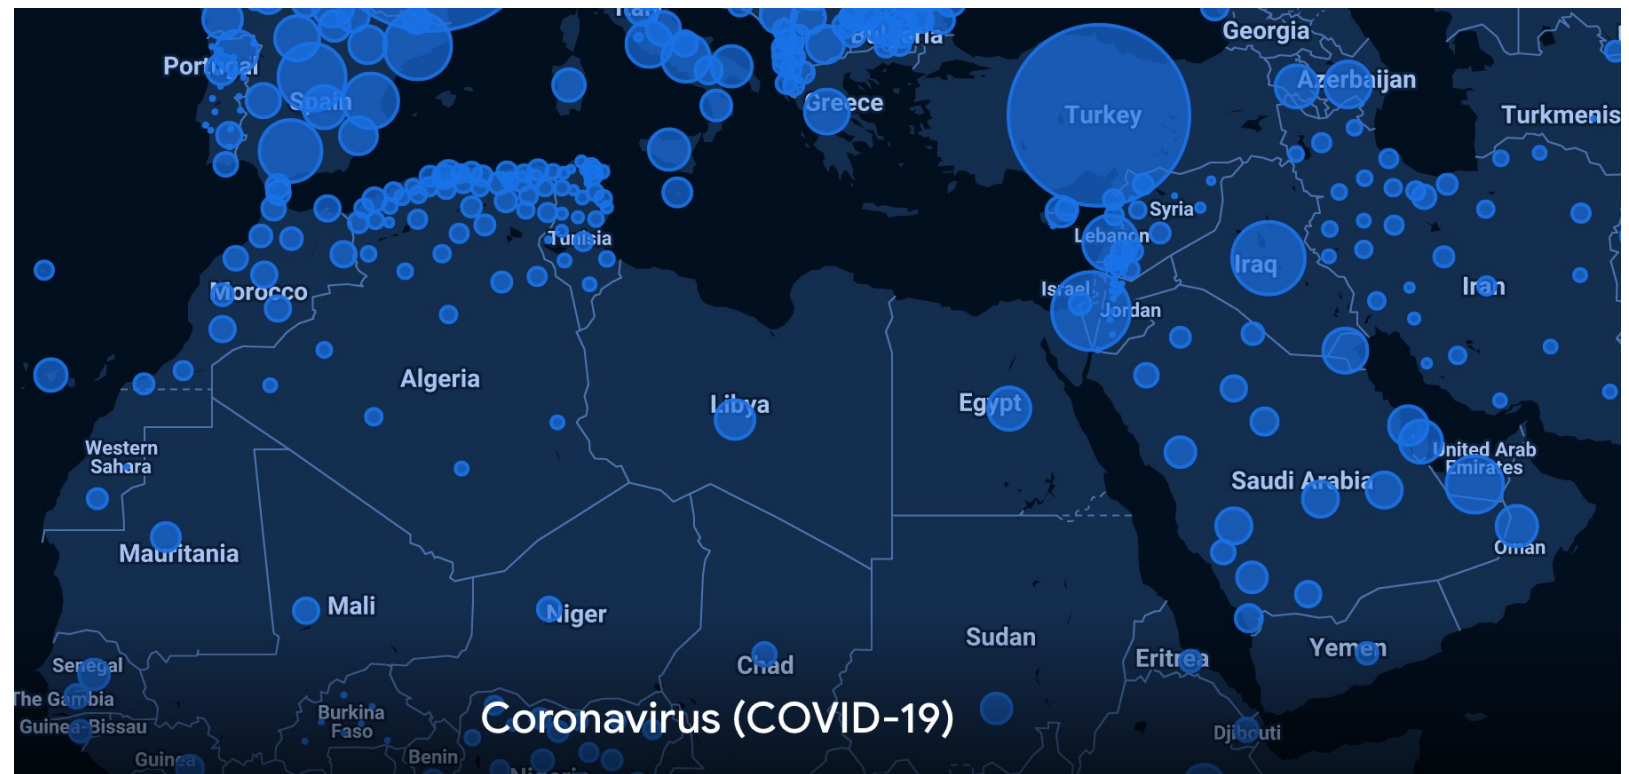 Georgia
Portugal
Azerbaijan
Spain
Greece
Turkey
Turkmenis
Syria
Lebanon
Tunisia
Iraq
Israel
Iran
Morocco
Jordan
Algeria
Libya
Egypt
Western
Sahara
United Arab
Emirates
Saudi Arabia
Mauritania
Oman
Mali
Niger
Sudan
Yemen
Senegal
Chad
Eritrea
The Gambia
Burkina
Faso
Coronavirus (COVID-19)
Guinea-Bissau
Djibouti
Guinea
Benin